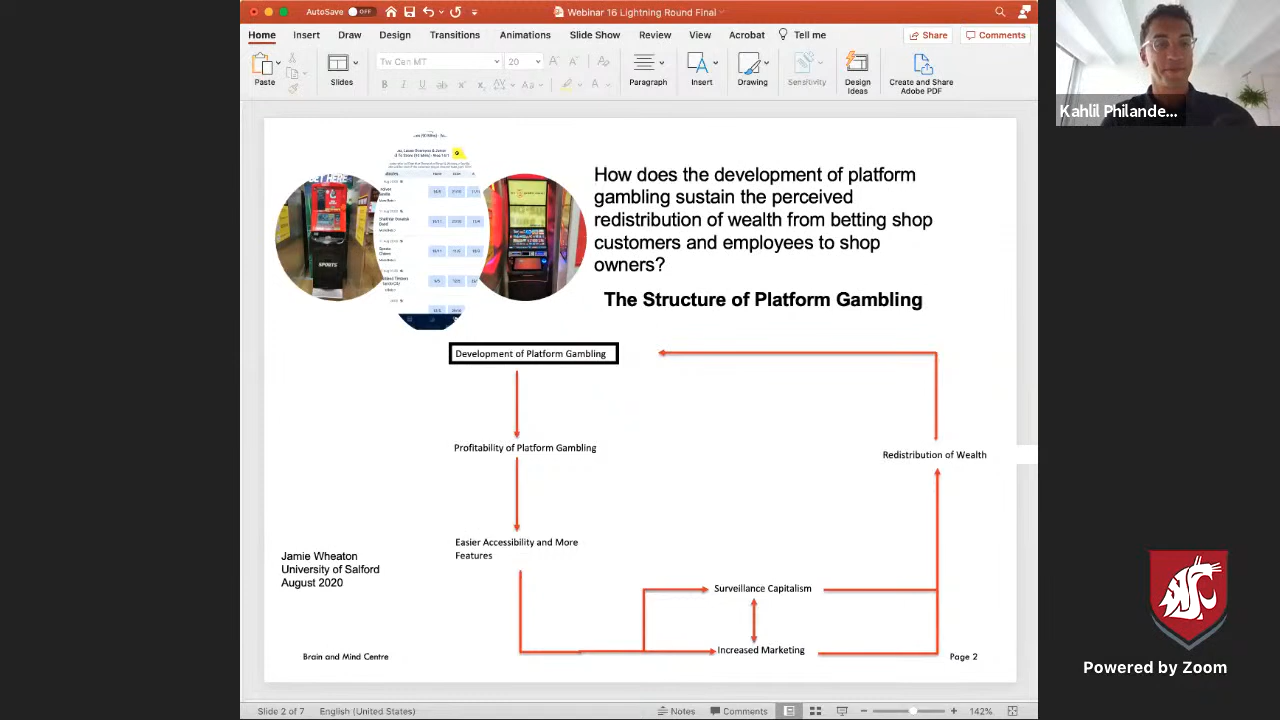 AutoSave OFF
Webinar 16 Lightning Round Final
Home Insert Draw Design Transitions Animations Slide Show Review View Acrobat Tell me
Share Comments
Tw Cen MT 20
Paste Slides Paragraph Insert Drawing Sensitivity Design Ideas Create and Share Adobe PDF
Kahlil Philande...
GET HERE
SPORTS
How does the development of platform
gambling sustain the perceived
redistribution of wealth from betting shop
customers and employees to shop
owners?
The Structure of Platform Gambling
Development of Platform Gambling
Profitability of Platform Gambling
Redistribution of Wealth
Easier Accessibility and More
Features
Jamie Wheaton
University of Salford
August 2020
Surveillance Capitalism
Increased Marketing
Brain and Mind Centre
Page 2
Powered by Zoom
Slide 2 of 7 English (United States) Notes Comments 142%